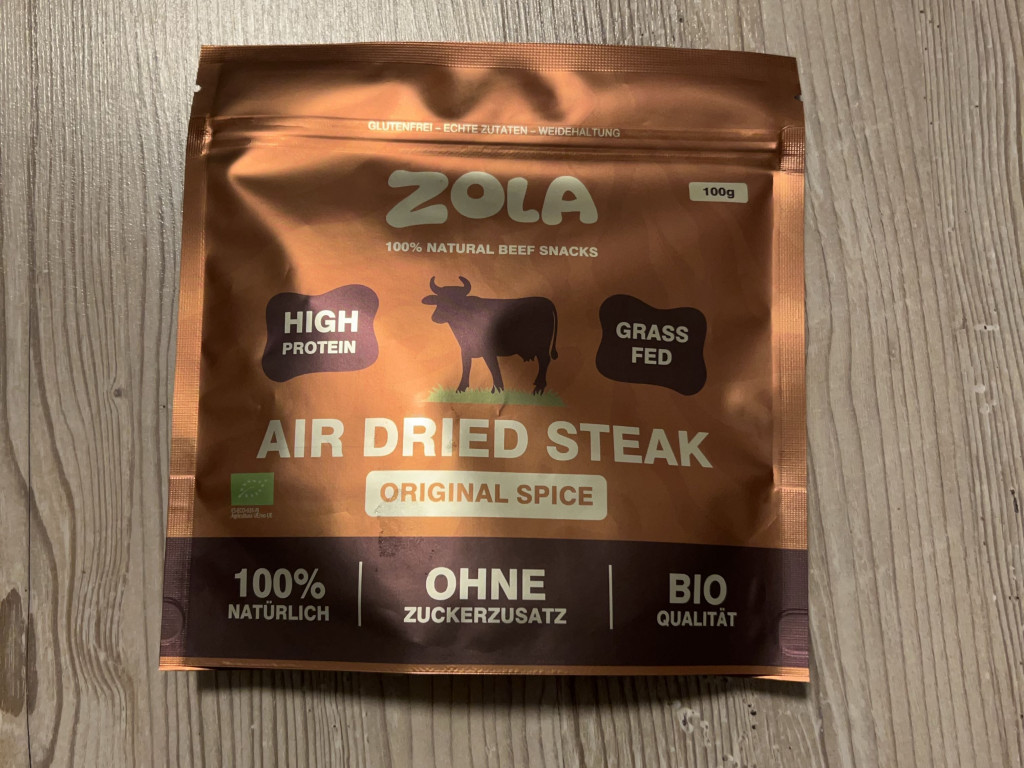 GLUTENFREI – ECHTE ZUTATEN – WEIDEHALTUNG
ZOLA
100g
100% NATURAL BEEF SNACKS
HIGH
PROTEIN
GRASS
FED
AIR DRIED STEAK
ORIGINAL SPICE
100%
NATÜRLICH
OHNE
ZUCKERZUSATZ
BIO
QUALITÄT